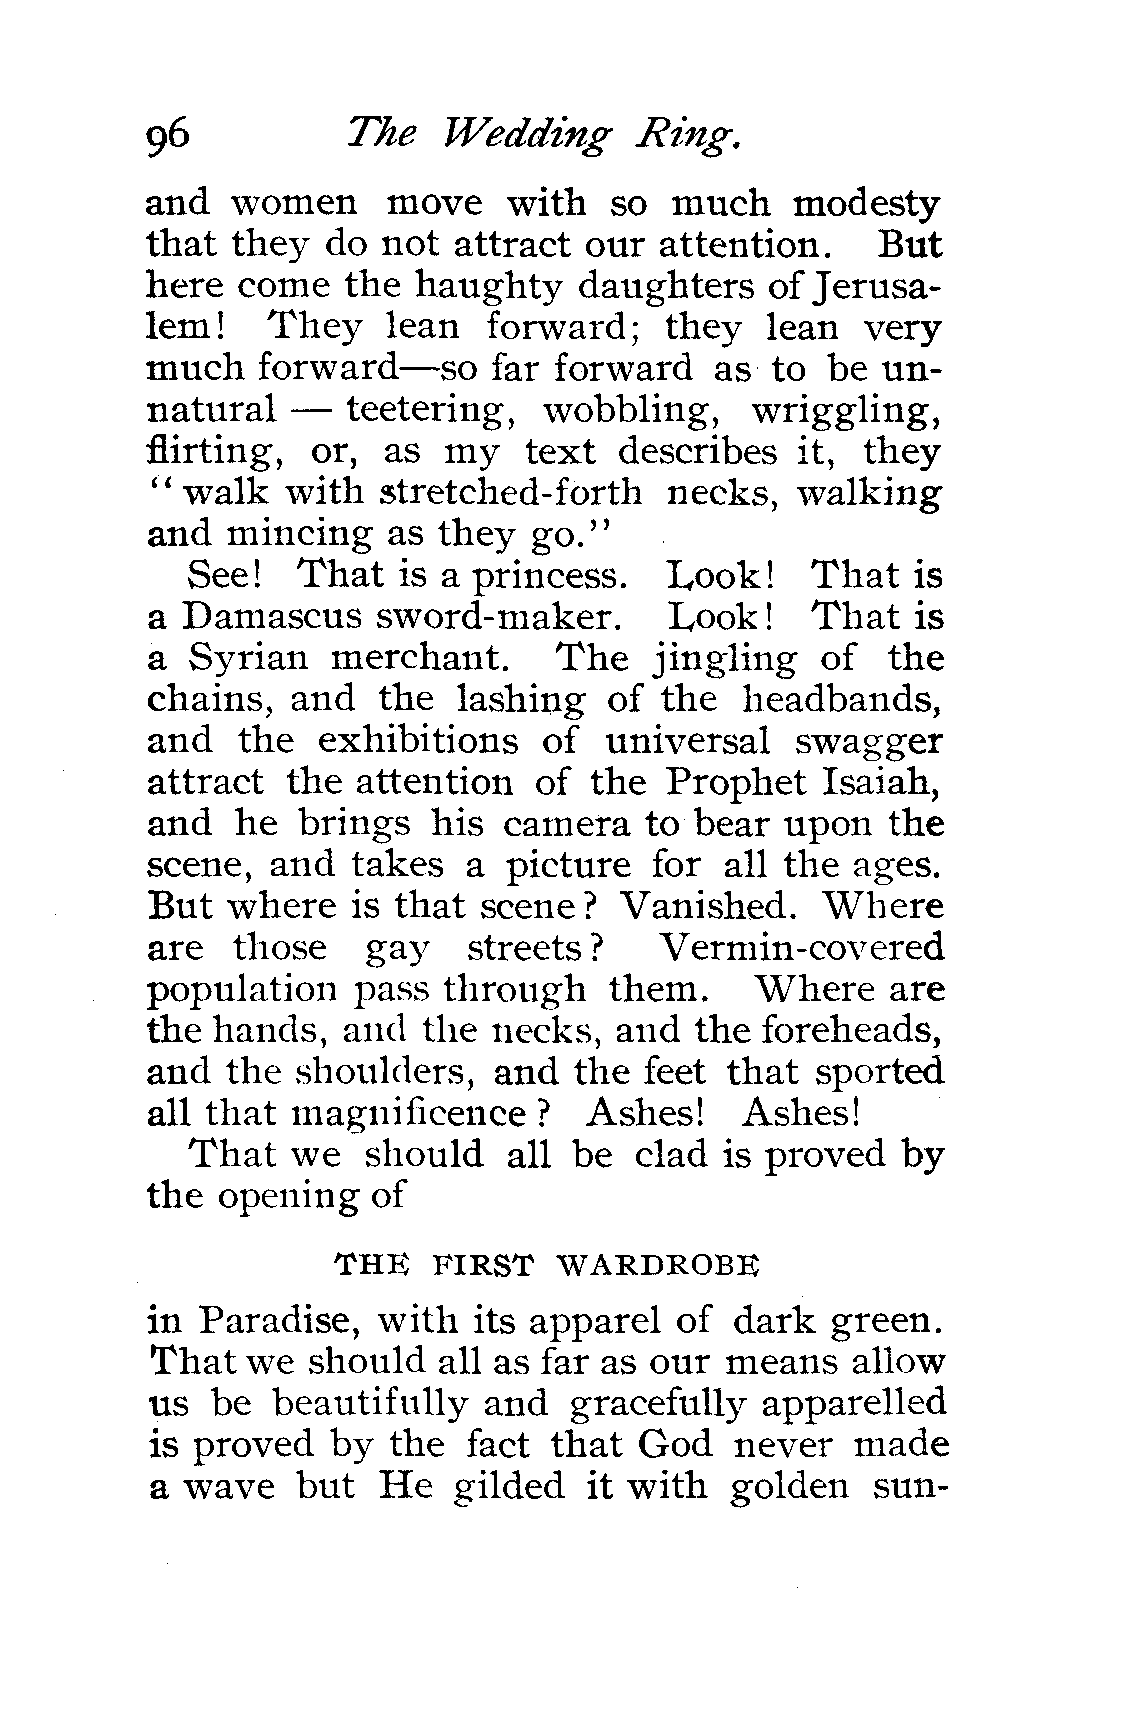 96 The Wedding Ring.
and women move with so much modesty
that they do not attract our attention. But
here come the haughty daughters of Jerusa-
lem! They lean forward; they lean very
much forward—so far forward as to be un-
natural — teetering, wobbling, wriggling,
flirting, or, as my text describes it, they
“ walk with stretched-forth necks, walking
and mincing as they go.”
See! That is a princess. Look! That is
a Damascus sword-maker. Look! That is
a Syrian merchant. The jingling of the
chains, and the lashing of the headbands,
and the exhibitions of universal swagger
attract the attention of the Prophet Isaiah,
and he brings his camera to bear upon the
scene, and takes a picture for all the ages.
But where is that scene? Vanished. Where
are those gay streets? Vermin-covered
population pass through them. Where are
the hands, and the necks, and the foreheads,
and the shoulders, and the feet that sported
all that magnificence? Ashes! Ashes!
That we should all be clad is proved by
the opening of
THE FIRST WARDROBE
in Paradise, with its apparel of dark green.
That we should all as far as our means allow
us be beautifully and gracefully apparelled
is proved by the fact that God never made
a wave but He gilded it with golden sun-